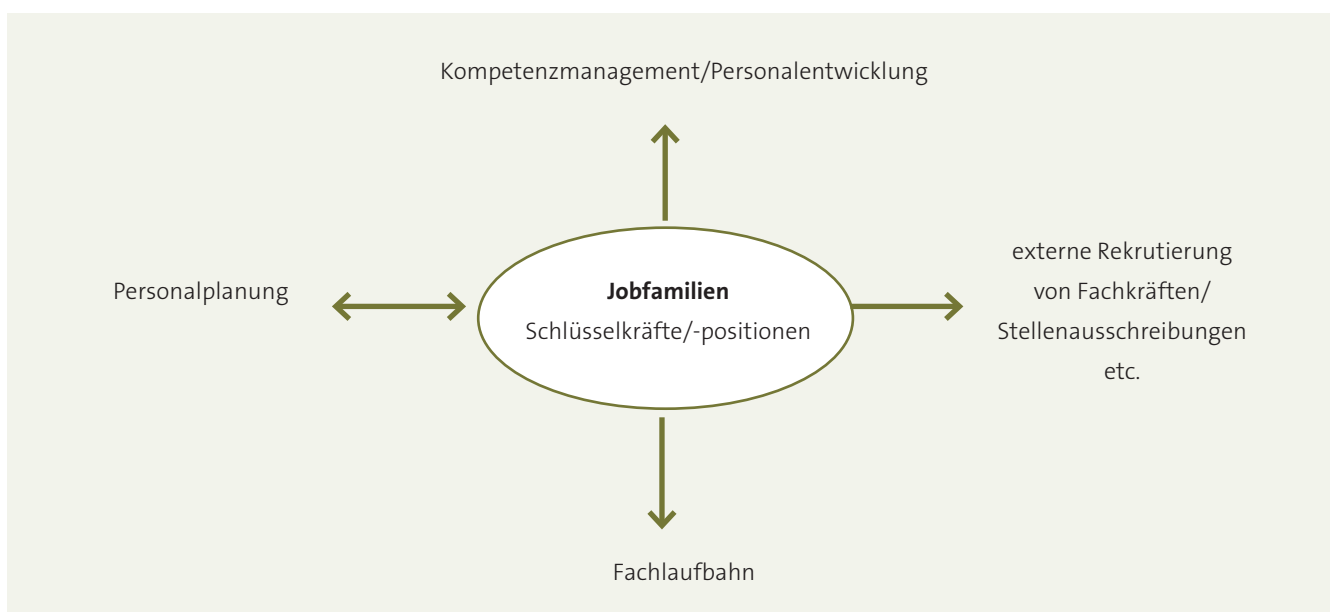 Kompetenzmanagement/Personalentwicklung
Personalplanung
Jobfamilien
Schlüsselkräfte/-positionen
externe Rekrutierung
von Fachkräften/
Stellenausschreibungen
etc.
Fachlaufbahn